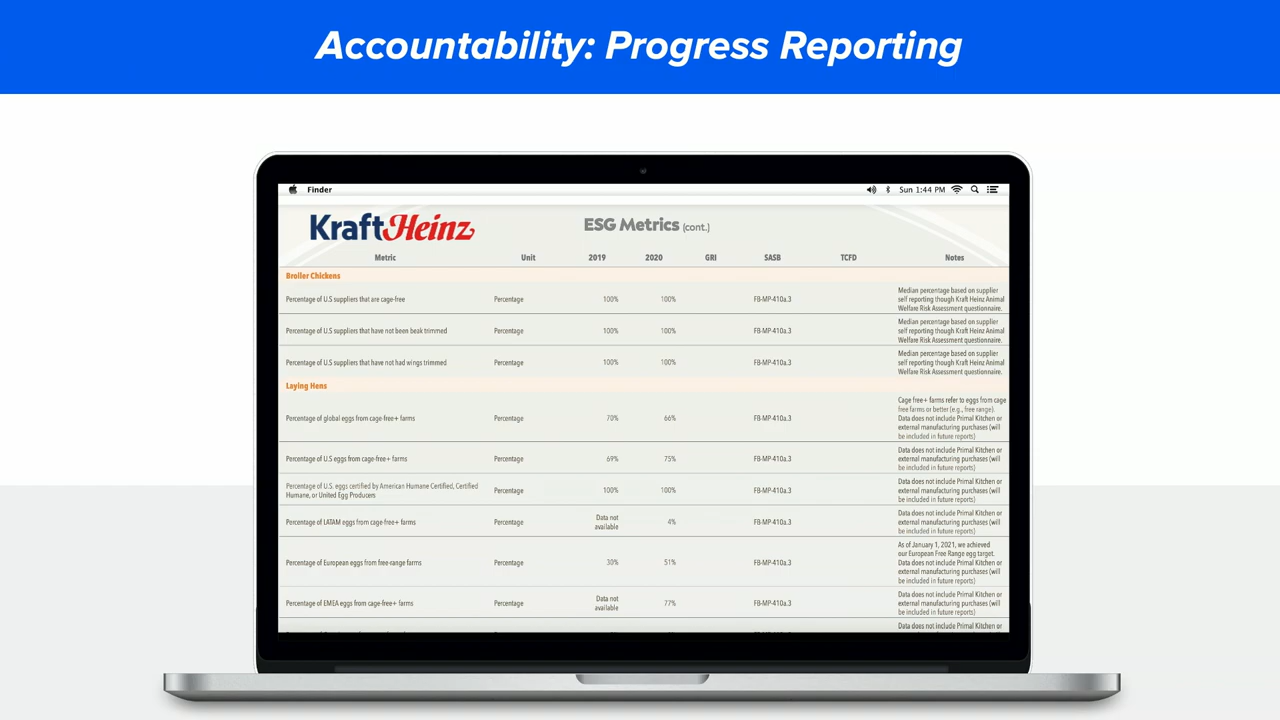 Accountability: Progress Reporting
Finder
Sun 1:44 PM
KraftHeinz
ESG Metrics (cont.)
Metric Unit 2019 2020 GRI SASB TCFD Notes
Broiler Chickens
Percentage of U.S suppliers that are cage-free Percentage 100% 100% FB-MP-410a.3
Median percentage based on supplier
self reporting though Kraft Heinz Animal
Welfare Risk Assessment questionnaire.
Percentage of U.S suppliers that have not been beak trimmed Percentage 100% 100% FB-MP-410a.3
Median percentage based on supplier
self reporting though Kraft Heinz Animal
Welfare Risk Assessment questionnaire.
Percentage of U.S suppliers that have not had wings trimmed Percentage 100% 100% FB-MP-410a.3
Median percentage based on supplier
self reporting though Kraft Heinz Animal
Welfare Risk Assessment questionnaire.
Laying Hens
Percentage of global eggs from cage-free+ farms Percentage 70% 66% FB-MP-410a.3
Cage free+ farms refer to eggs from cage
free farms or better (e.g., free range).
Data does not include Primal Kitchen or
external manufacturing purchases (will
be included in future reports)
Percentage of U.S eggs from cage-free+ farms Percentage 69% 75% FB-MP-410a.3
Data does not include Primal Kitchen or
external manufacturing purchases (will
be included in future reports)
Percentage of U.S. eggs certified by American Humane Certified, Certified
Humane, or United Egg Producers
Percentage 100% 100% FB-MP-410a.3
Data does not include Primal Kitchen or
external manufacturing purchases (will
be included in future reports)
Percentage of LATAM eggs from cage-free+ farms Percentage
Data not
available
4% FB-MP-410a.3
Data does not include Primal Kitchen or
external manufacturing purchases (will
be included in future reports)
Percentage of European eggs from free-range farms Percentage 30% 51% FB-MP-410a.3
As of January 1, 2021, we achieved
our European Free Range egg target.
Data does not include Primal Kitchen or
external manufacturing purchases (will
be included in future reports)
Percentage of EMEA eggs from cage-free+ farms Percentage
Data not
available
77% FB-MP-410a.3
Data does not include Primal Kitchen or
external manufacturing purchases (will
be included in future reports)
Data does not include Primal Kitchen or